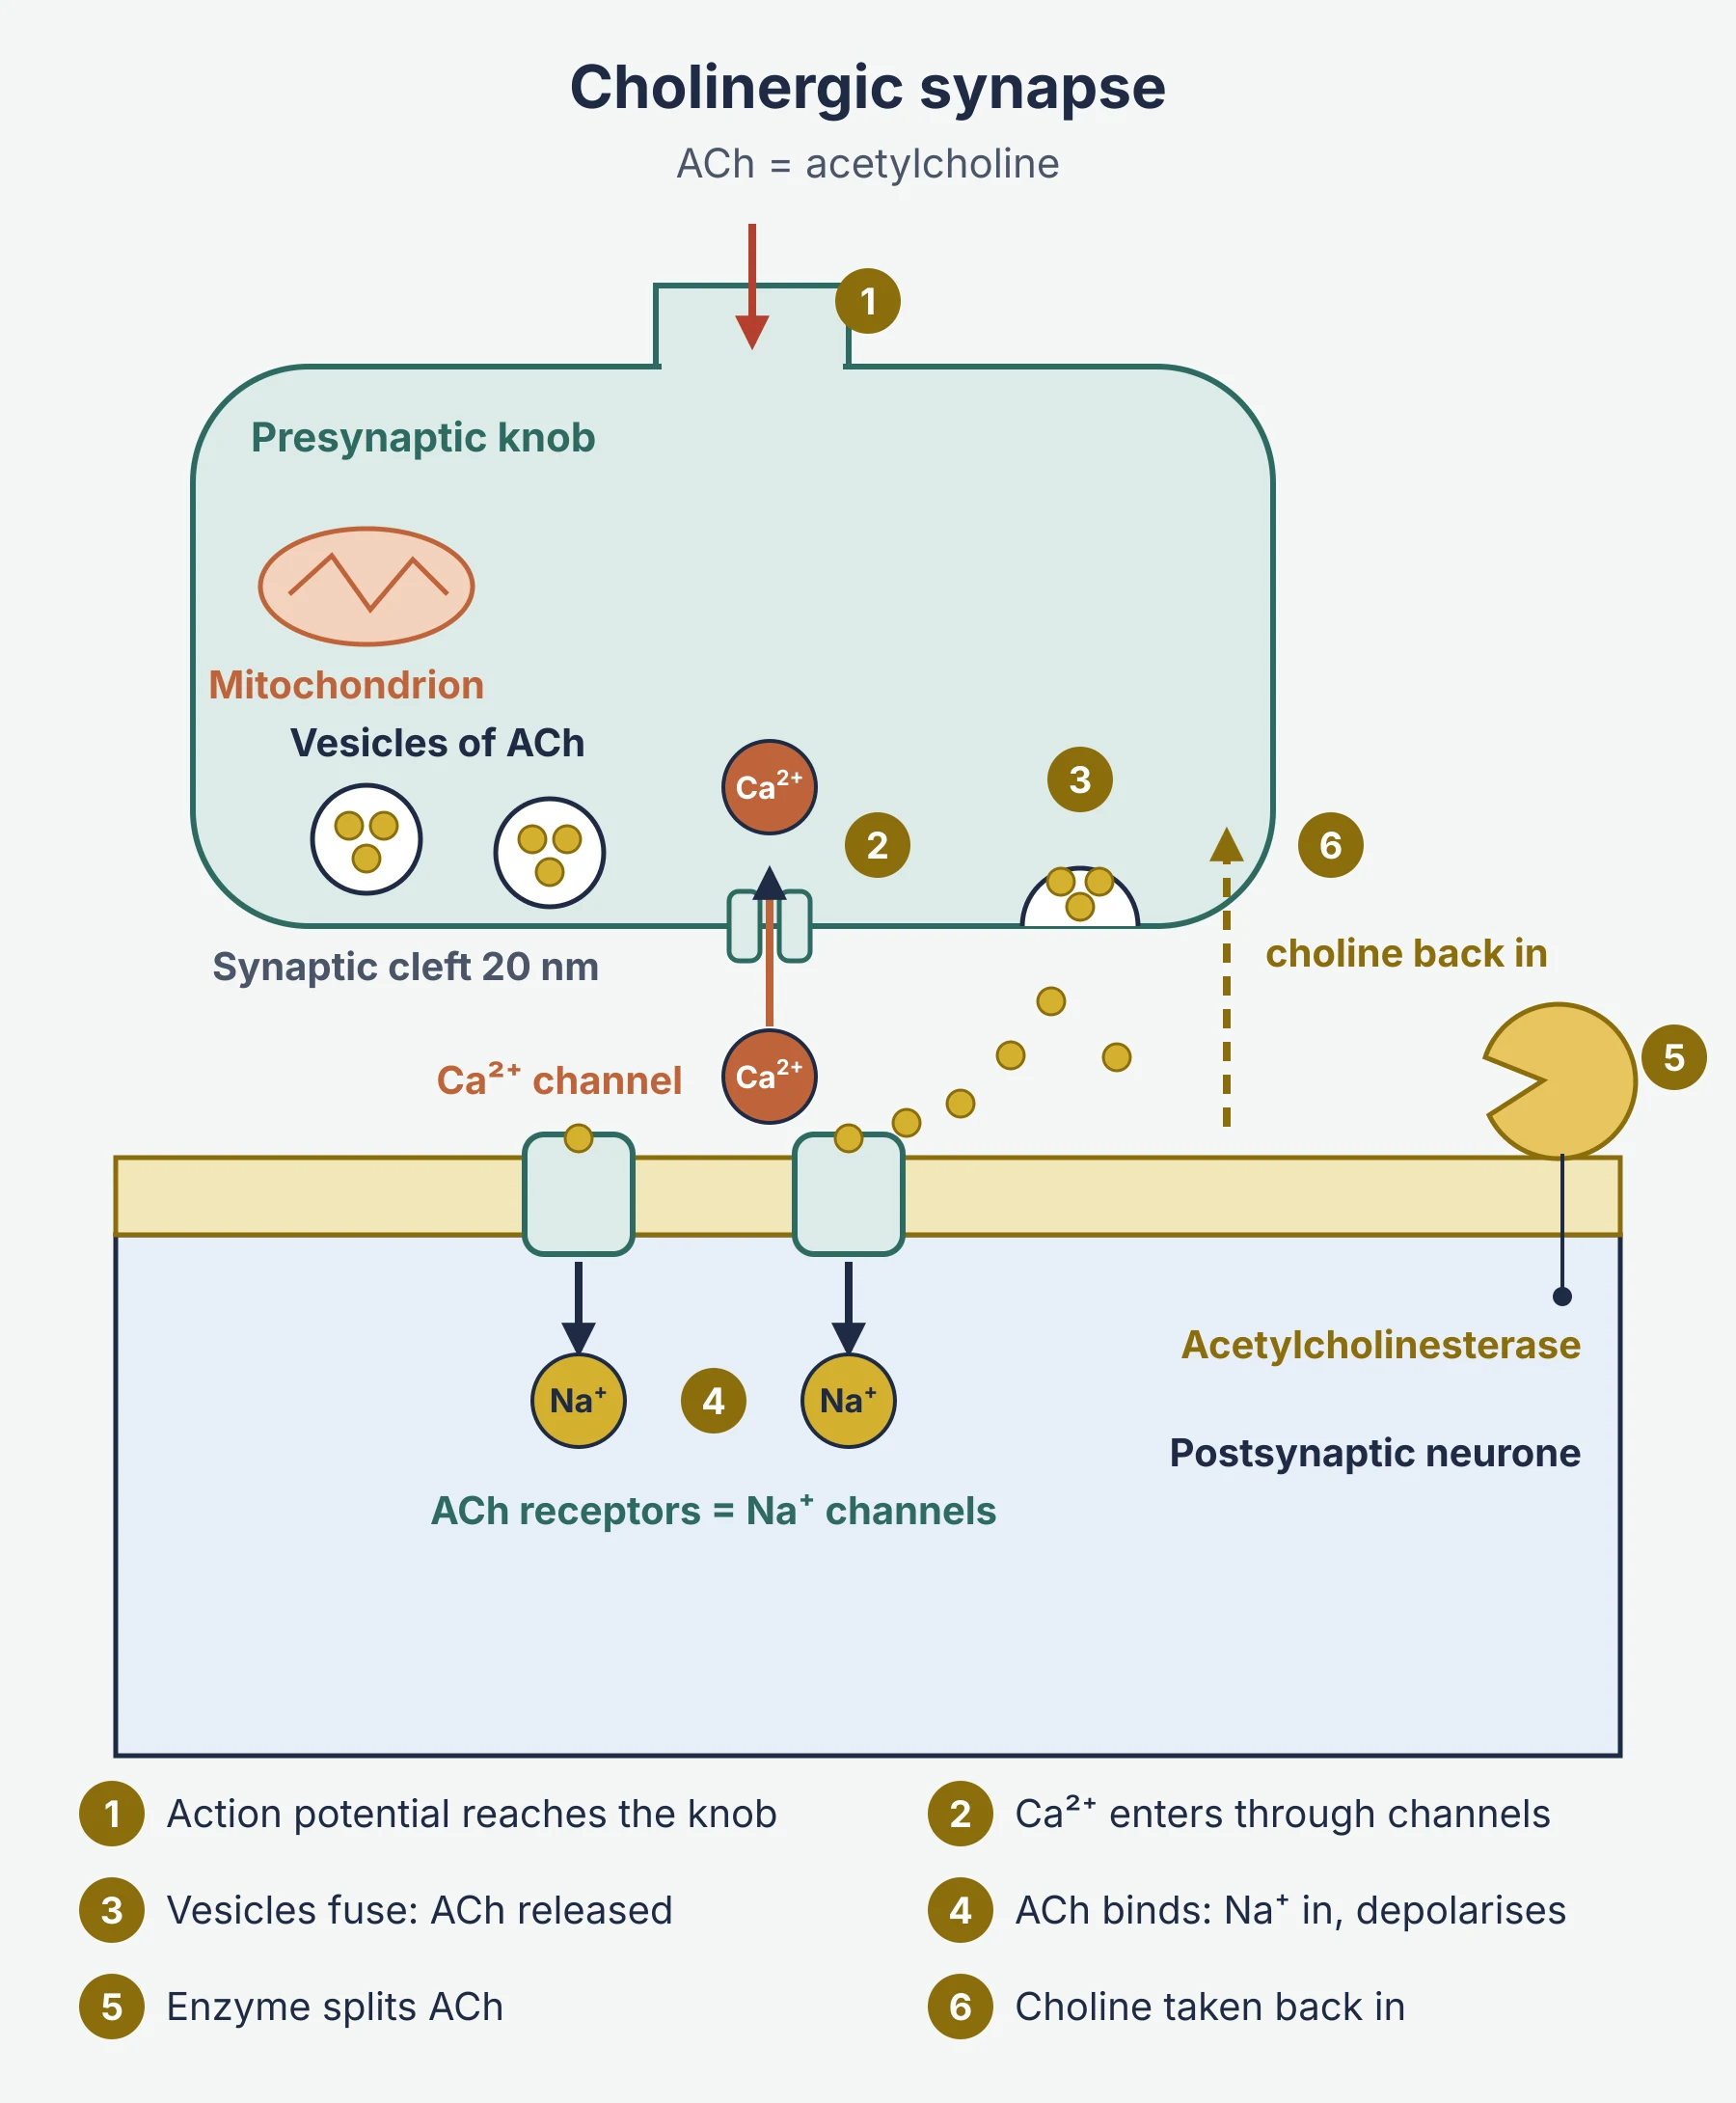 Cholinergic synapse
ACh = acetylcholine
1
Presynaptic knob
Mitochondrion
Vesicles of ACh
Ca²⁺
3
2
6
choline back in
Synaptic cleft 20 nm
5
Ca²⁺ channel
Ca²⁺
Acetylcholinesterase
Na⁺
4
Na⁺
Postsynaptic neurone
ACh receptors = Na⁺ channels
1 Action potential reaches the knob
2 Ca²⁺ enters through channels
3 Vesicles fuse: ACh released
4 ACh binds: Na⁺ in, depolarises
5 Enzyme splits ACh
6 Choline taken back in